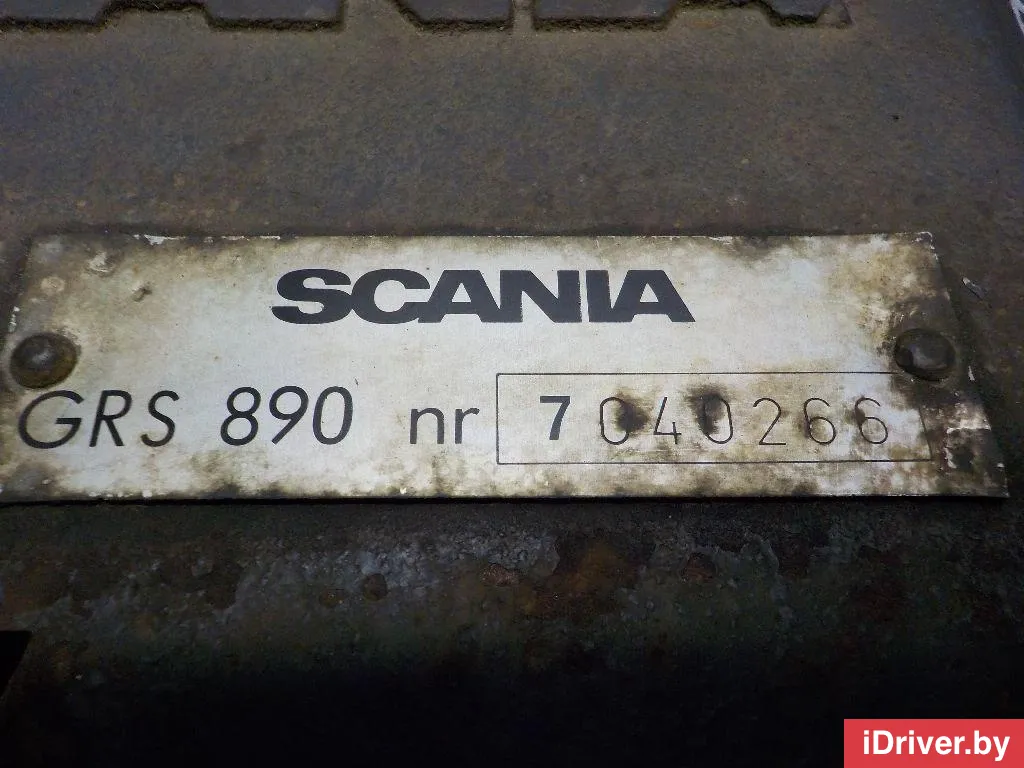 SCANIA
GRS 890 nr 7040266
iDriver.by